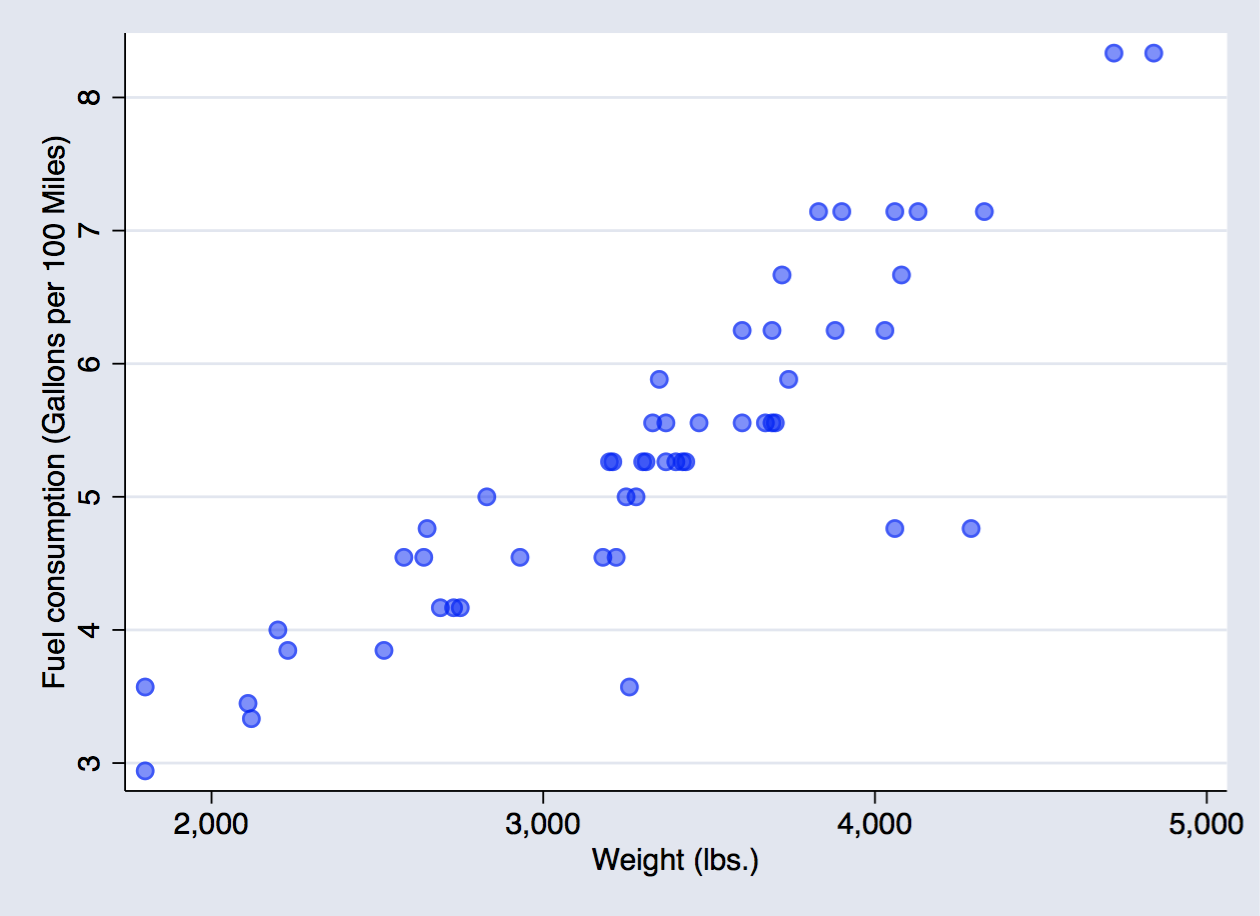 Fuel consumption (Gallons per 100 Miles)
8
7
6
5
4
3
2,000 3,000 4,000 5,000
Weight (lbs.)